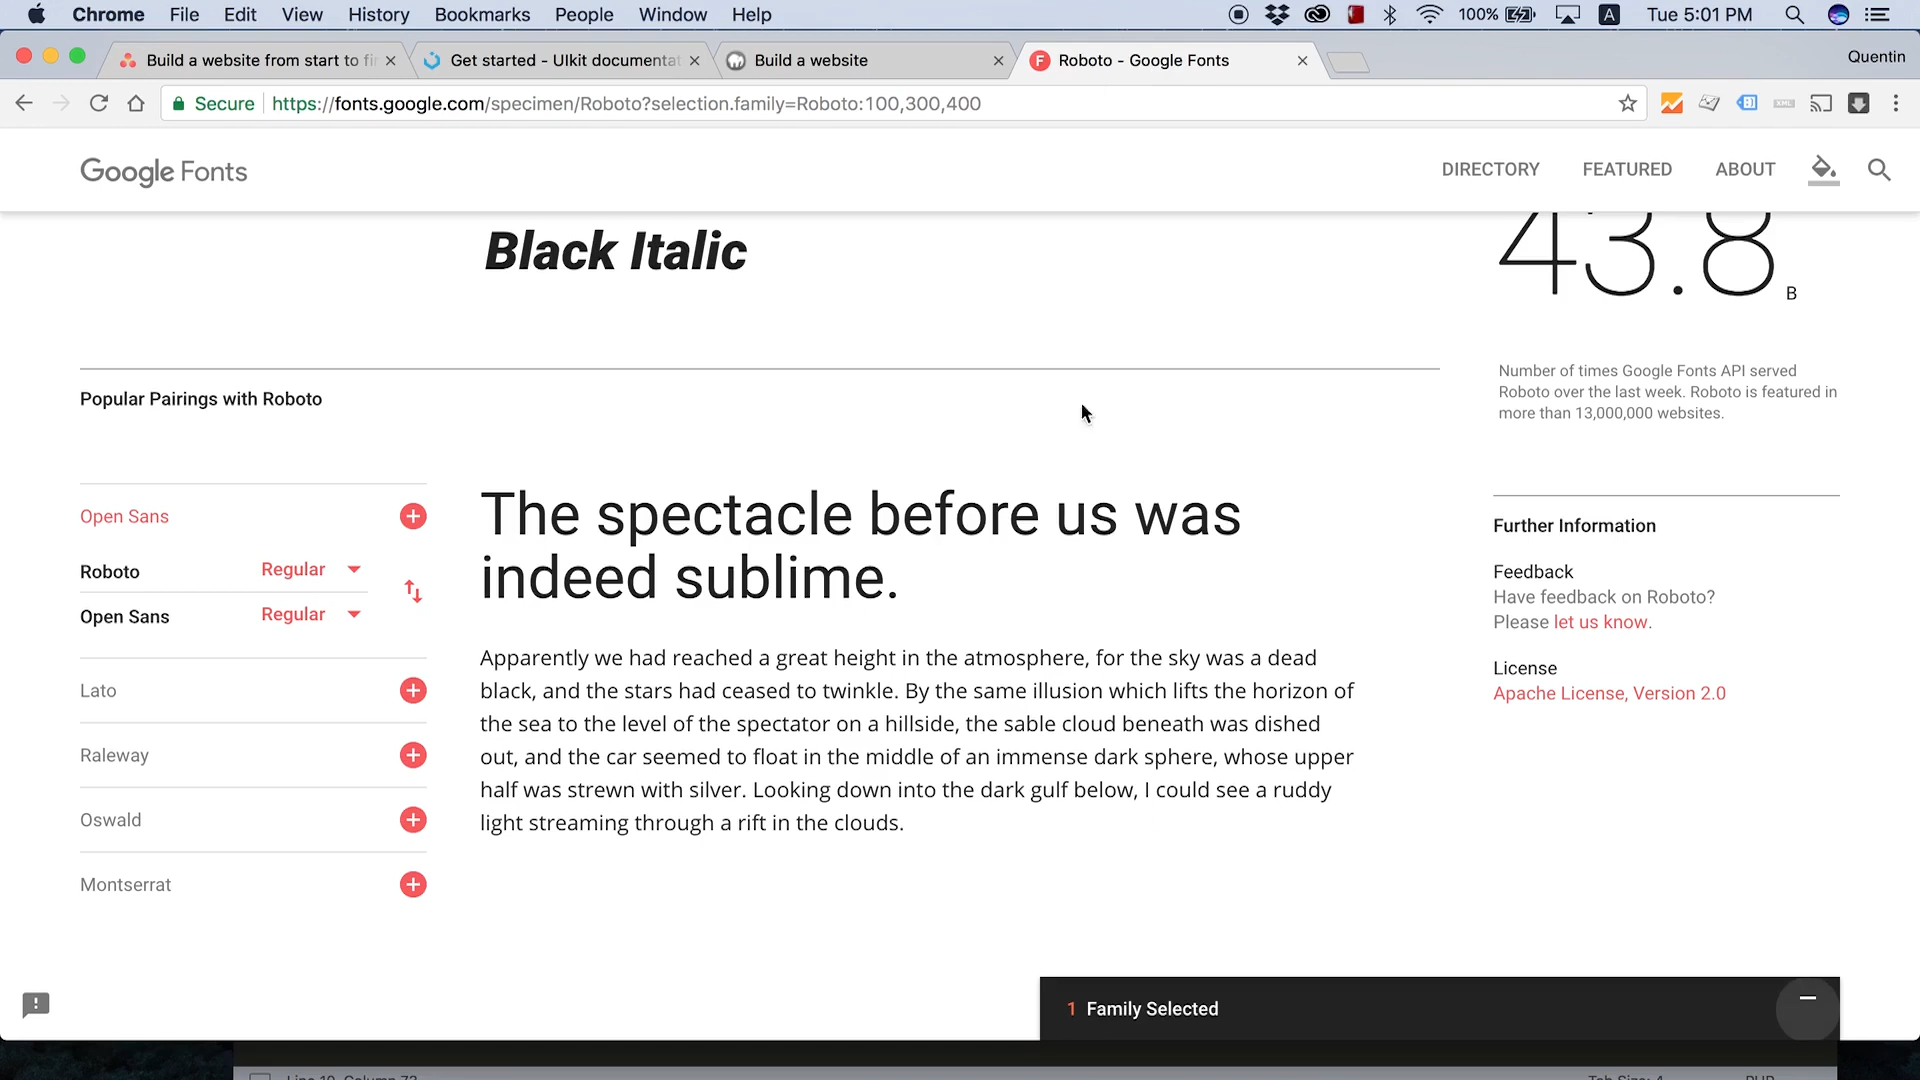 Chrome File Edit View History Bookmarks People Window Help 100% A Tue 5:01 PM
Build a website from start to fi
Get started - UIkit documentat
Build a website
Roboto - Google Fonts
Quentin
Secure https://fonts.google.com/specimen/Roboto?selection.family=Roboto:100,300,400
XML
Google Fonts
DIRECTORY FEATURED ABOUT
Black Italic
43.8 B
Number of times Google Fonts API served
Roboto over the last week. Roboto is featured in
more than 13,000,000 websites.
Popular Pairings with Roboto
Open Sans
Roboto Regular
Open Sans Regular
Lato
Raleway
Oswald
Montserrat
The spectacle before us was
indeed sublime.
Apparently we had reached a great height in the atmosphere, for the sky was a dead
black, and the stars had ceased to twinkle. By the same illusion which lifts the horizon of
the sea to the level of the spectator on a hillside, the sable cloud beneath was dished
out, and the car seemed to float in the middle of an immense dark sphere, whose upper
half was strewn with silver. Looking down into the dark gulf below, I could see a ruddy
light streaming through a rift in the clouds.
Further Information
Feedback
Have feedback on Roboto?
Please let us know.
License
Apache License, Version 2.0
1 Family Selected